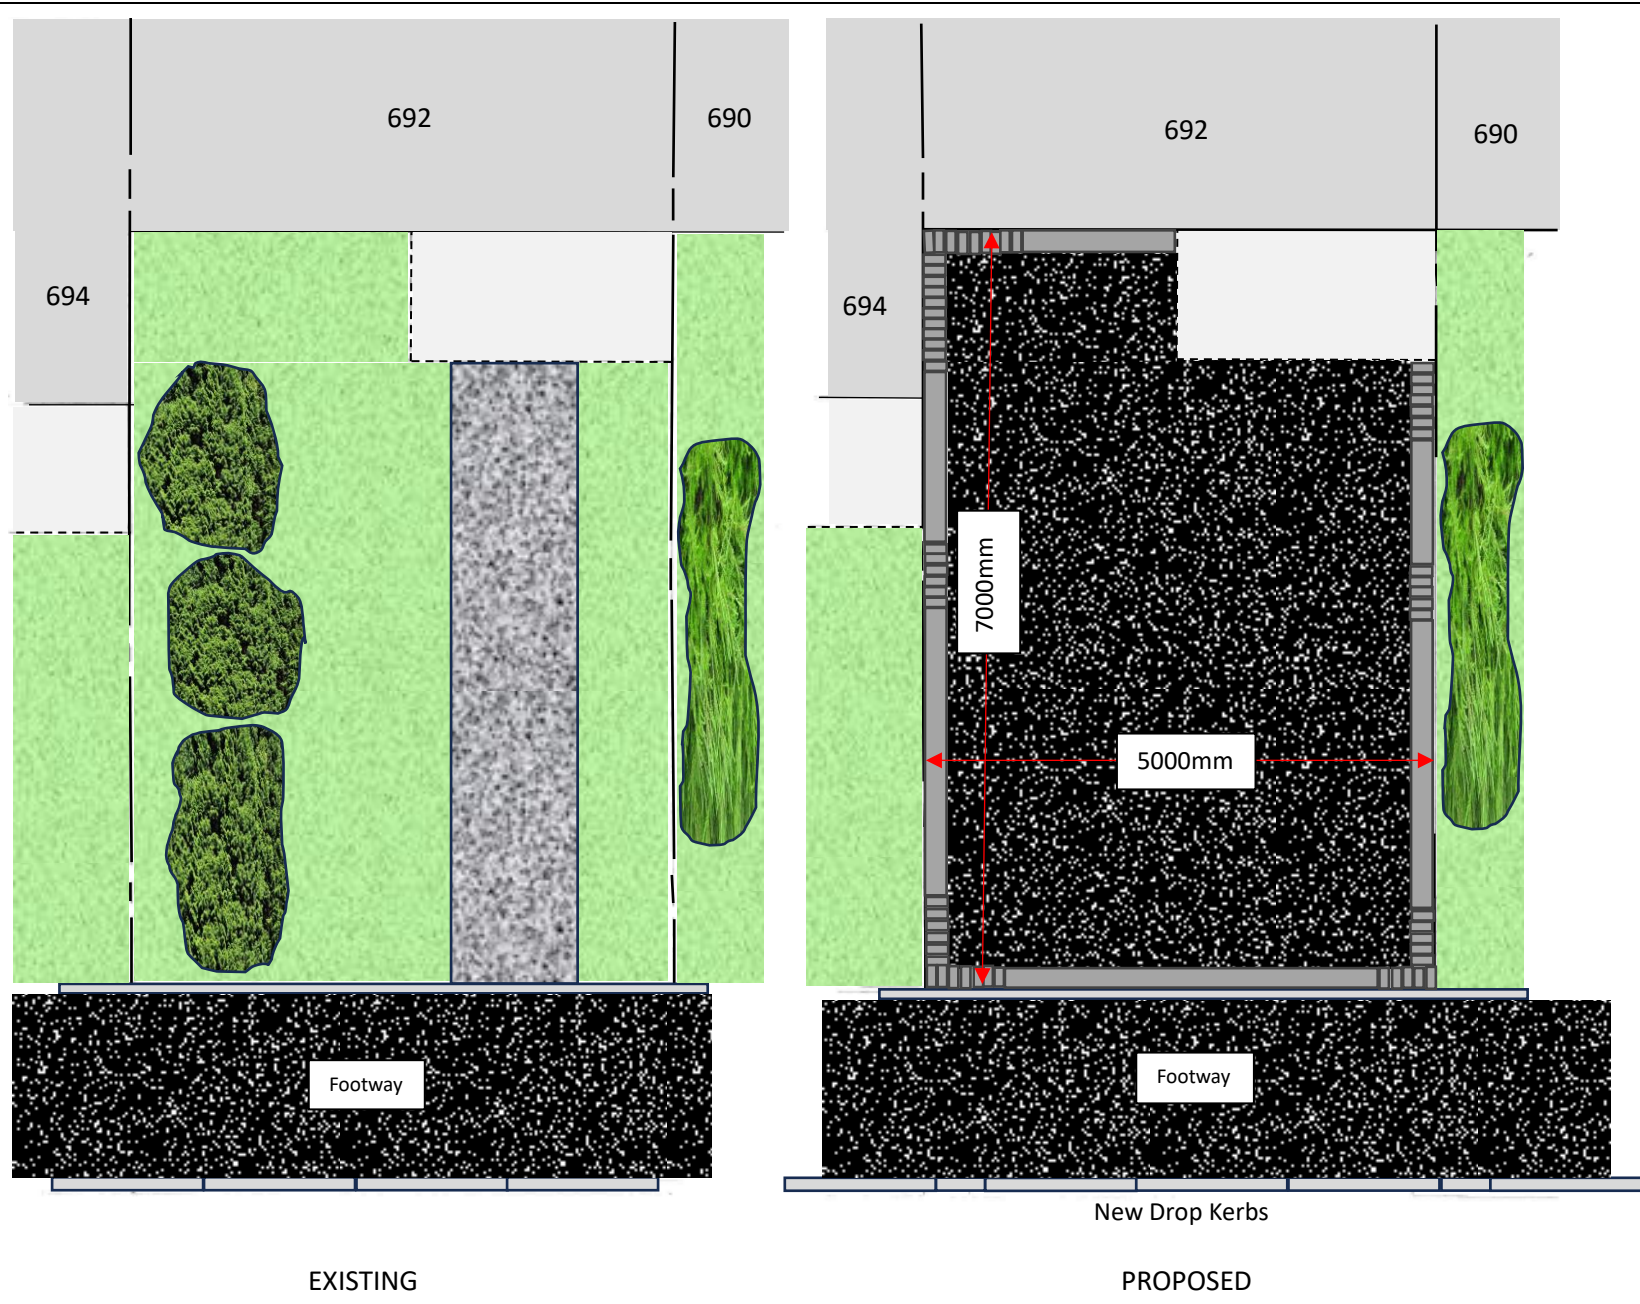 692
690
694
Footway
EXISTING
692
690
694
7000mm
5000mm
Footway
New Drop Kerbs
PROPOSED